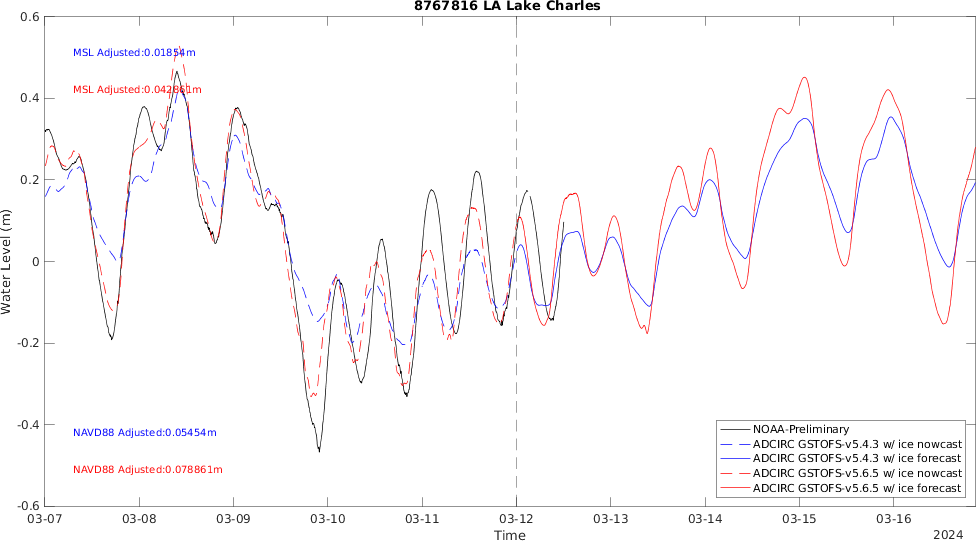 8767816 LA Lake Charles
Water Level (m)
0.6
0.4
0.2
0
-0.2
-0.4
-0.6
MSL Adjusted:0.01854m
MSL Adjusted:0.042861m
NAVD88 Adjusted:0.05454m
NAVD88 Adjusted:0.078861m
NOAA-Preliminary
ADCIRC GSTOFS-v5.4.3 w/ ice nowcast
ADCIRC GSTOFS-v5.4.3 w/ ice forecast
ADCIRC GSTOFS-v5.6.5 w/ ice nowcast
ADCIRC GSTOFS-v5.6.5 w/ ice forecast
03-07 03-08 03-09 03-10 03-11 03-12 03-13 03-14 03-15 03-16
Time
2024